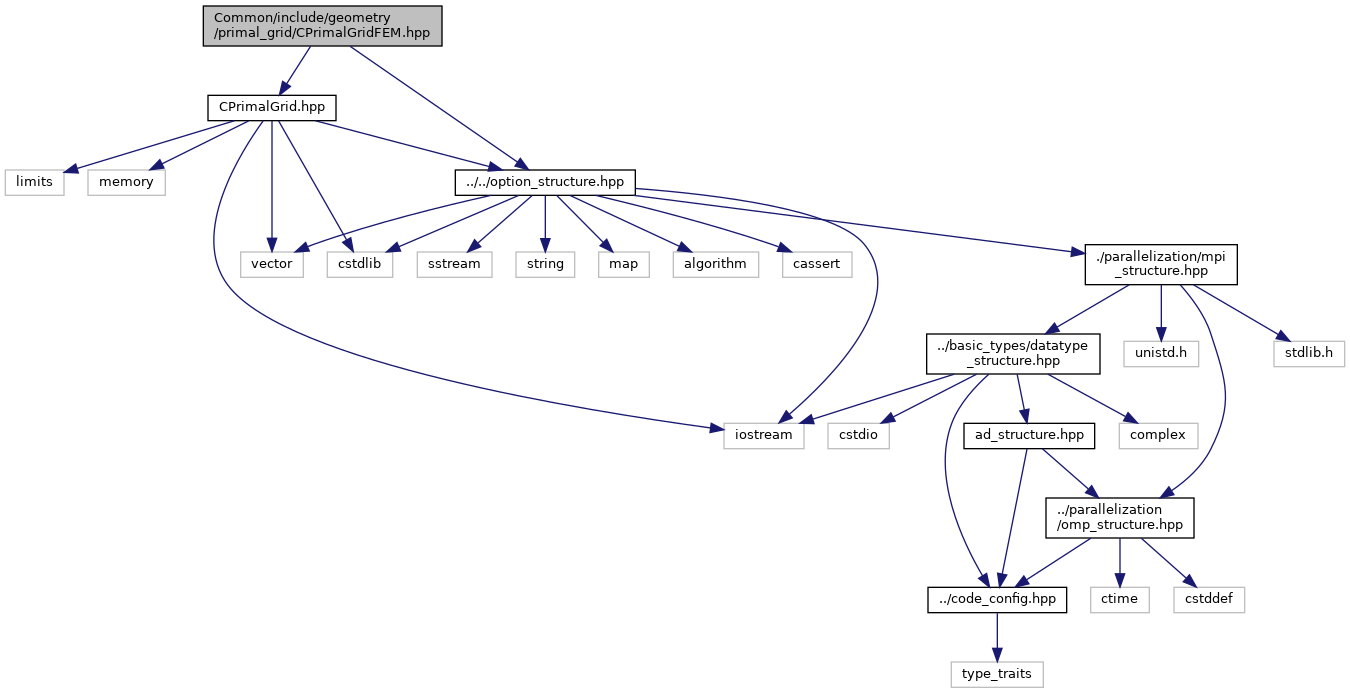 Common/include/geometry
/primal_grid/CPrimalGridFEM.hpp
CPrimalGrid.hpp
limits
memory
../../option_structure.hpp
vector
cstdlib
sstream
string
map
algorithm
cassert
./parallelization/mpi
_structure.hpp
../basic_types/datatype
_structure.hpp
unistd.h
stdlib.h
iostream
cstdio
ad_structure.hpp
complex
../parallelization
/omp_structure.hpp
../code_config.hpp
ctime
cstddef
type_traits